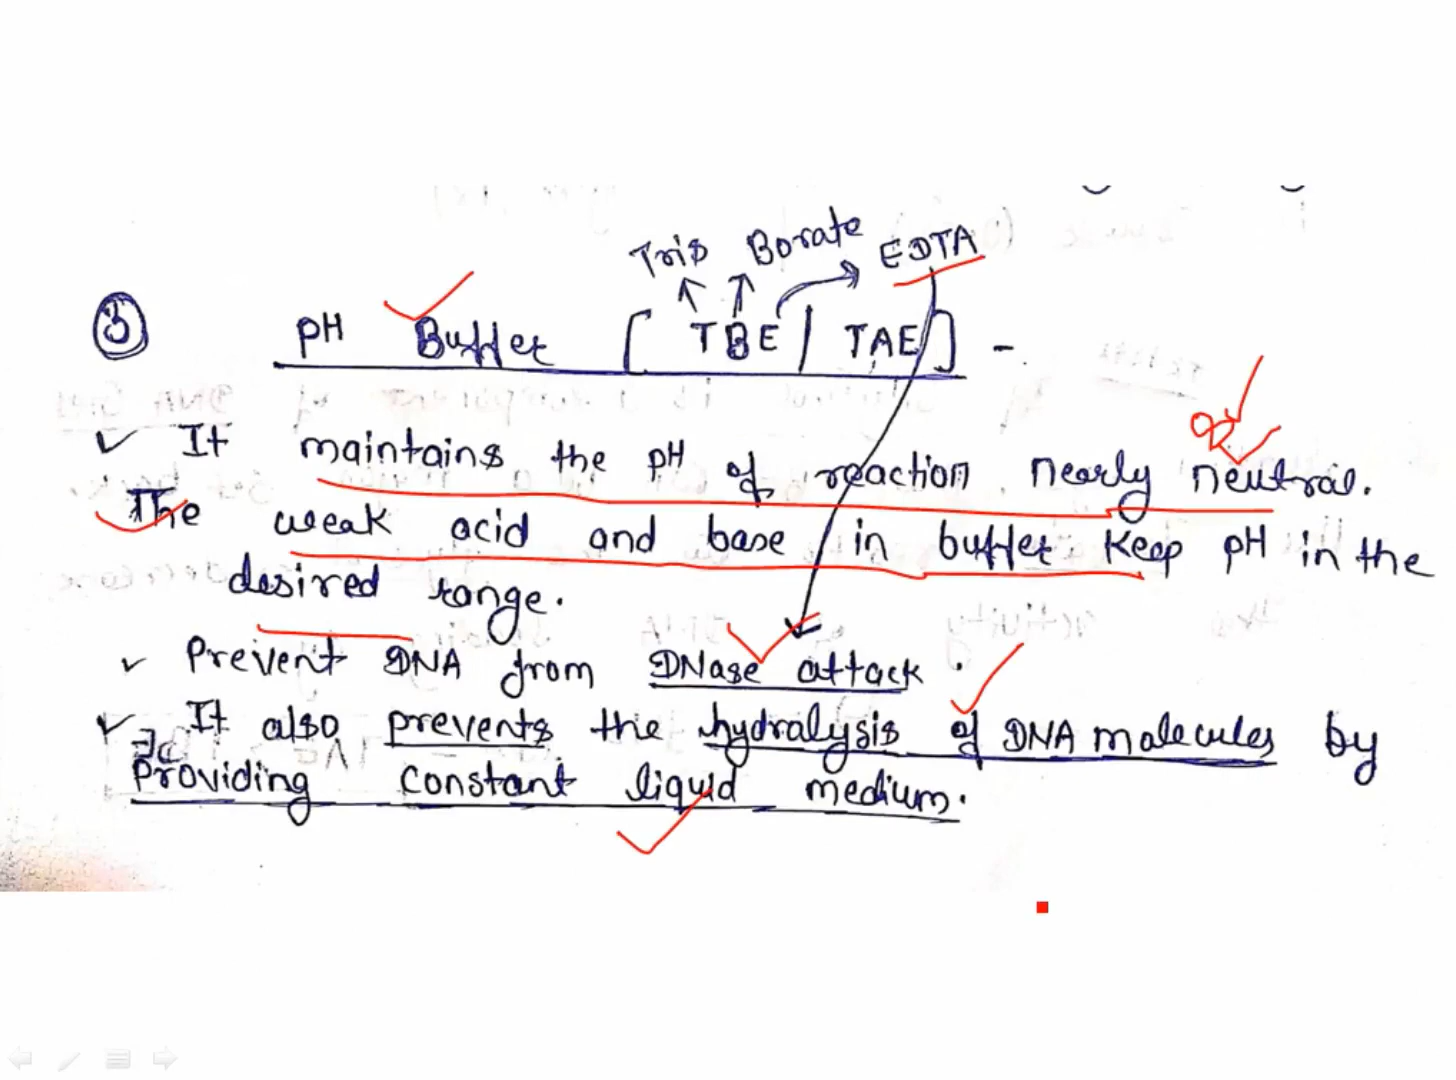 Tris Borate EDTA
③ pH Buffer [ TBE / TAE ] -
✓ It maintains the pH of reaction nearly neutral.
The weak acid and base in buffer keep pH in the
desired range.
✓ Prevent DNA from DNase attack.
✓ It also prevents the hydralysis of DNA molecules by
Providing constant liquid medium.